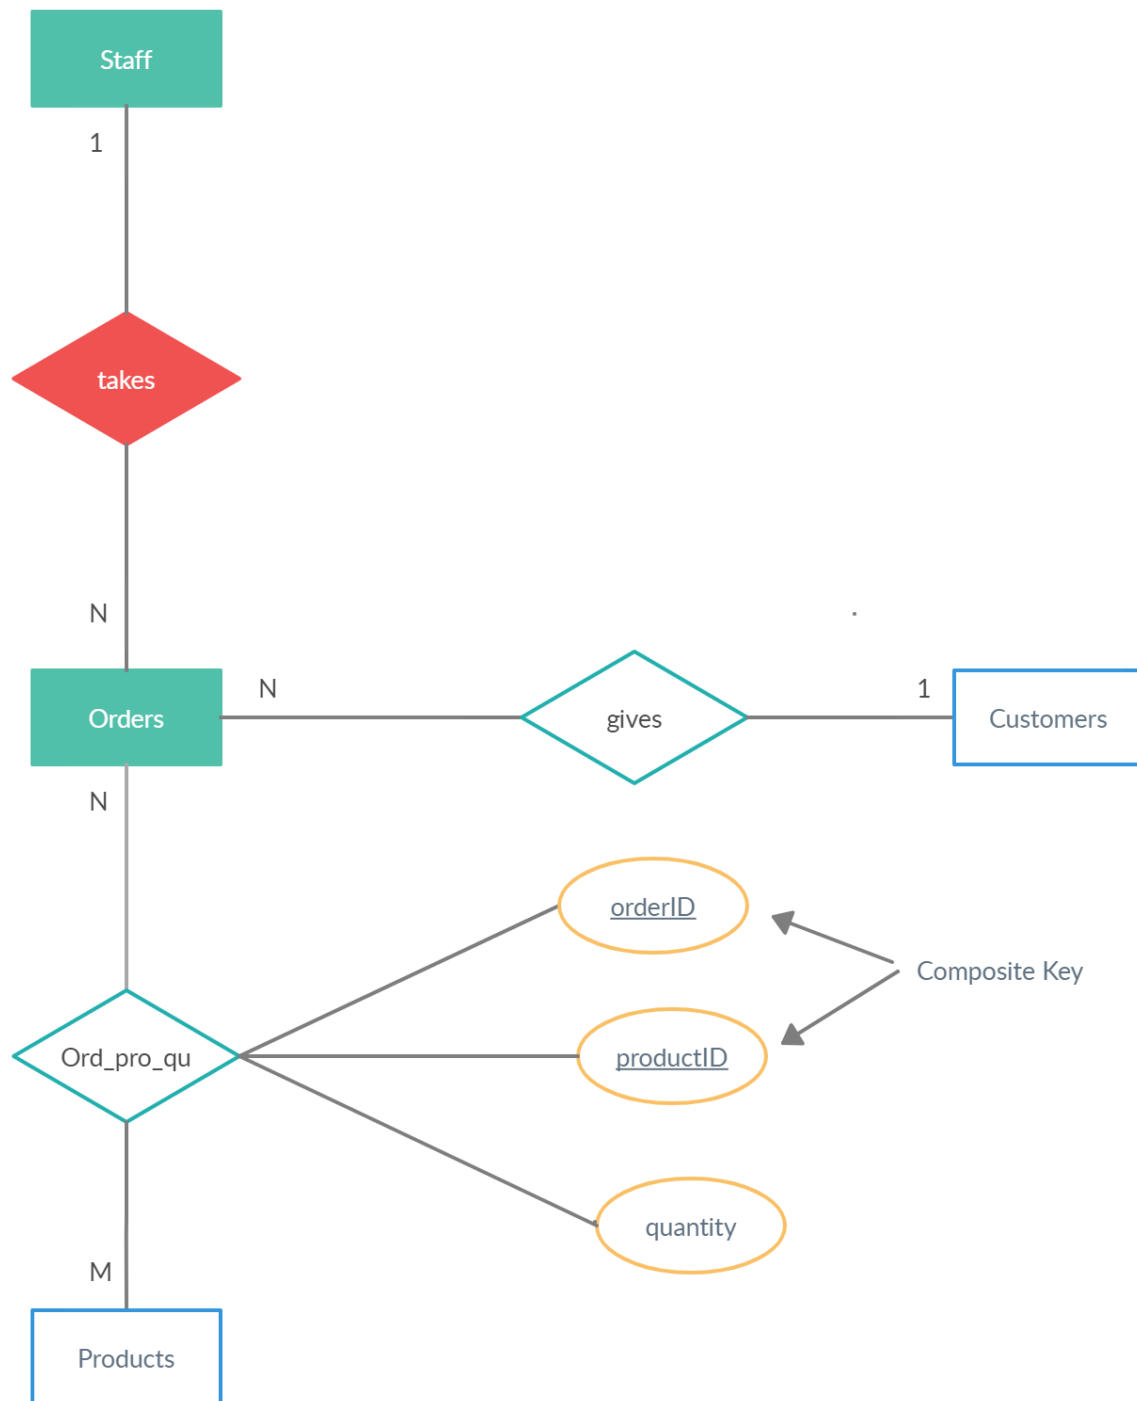 Staff
1
takes
N
Orders
N
gives
1
Customers
N
orderID
Composite Key
productID
Ord_pro_qu
quantity
M
Products